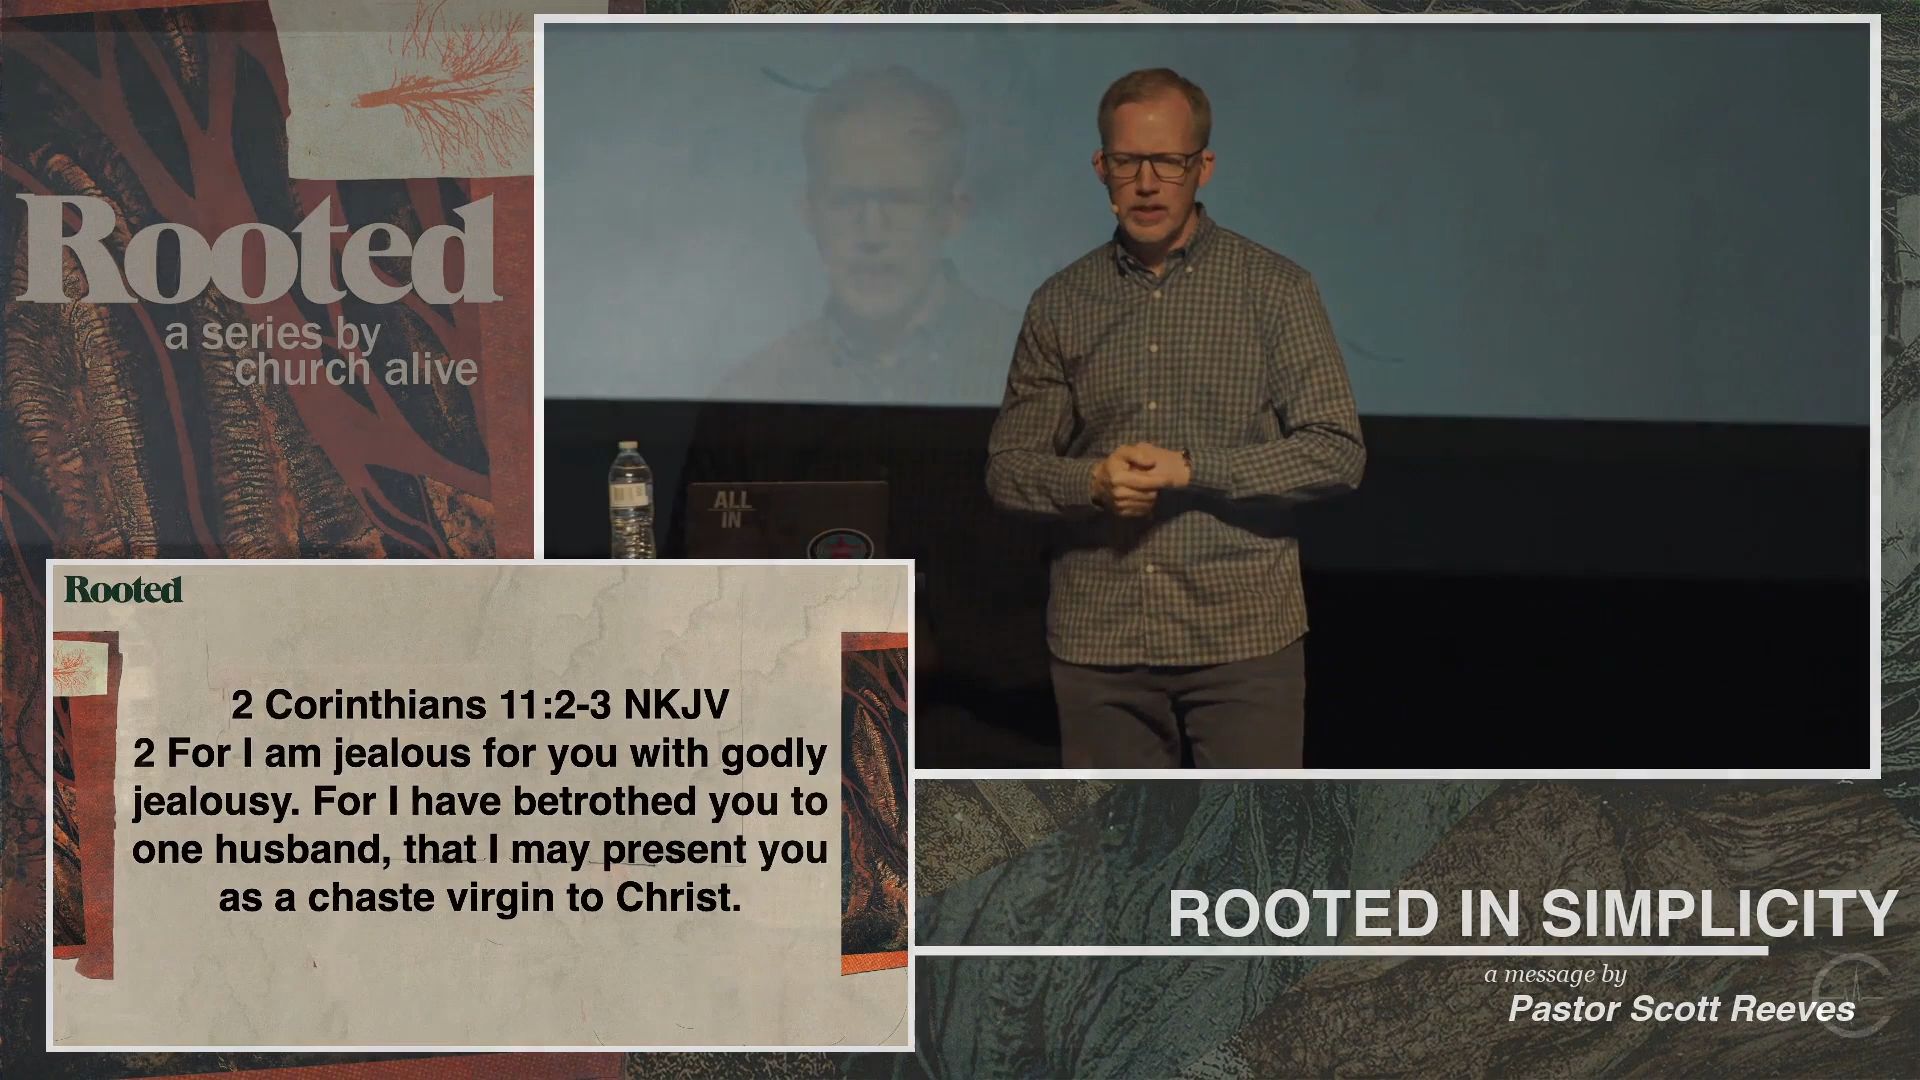 Rooted
a series by
church alive
ALL
IN
Rooted
2 Corinthians 11:2-3 NKJV
2 For I am jealous for you with godly
jealousy. For I have betrothed you to
one husband, that I may present you
as a chaste virgin to Christ.
ROOTED IN SIMPLICITY
a message by
Pastor Scott Reeves